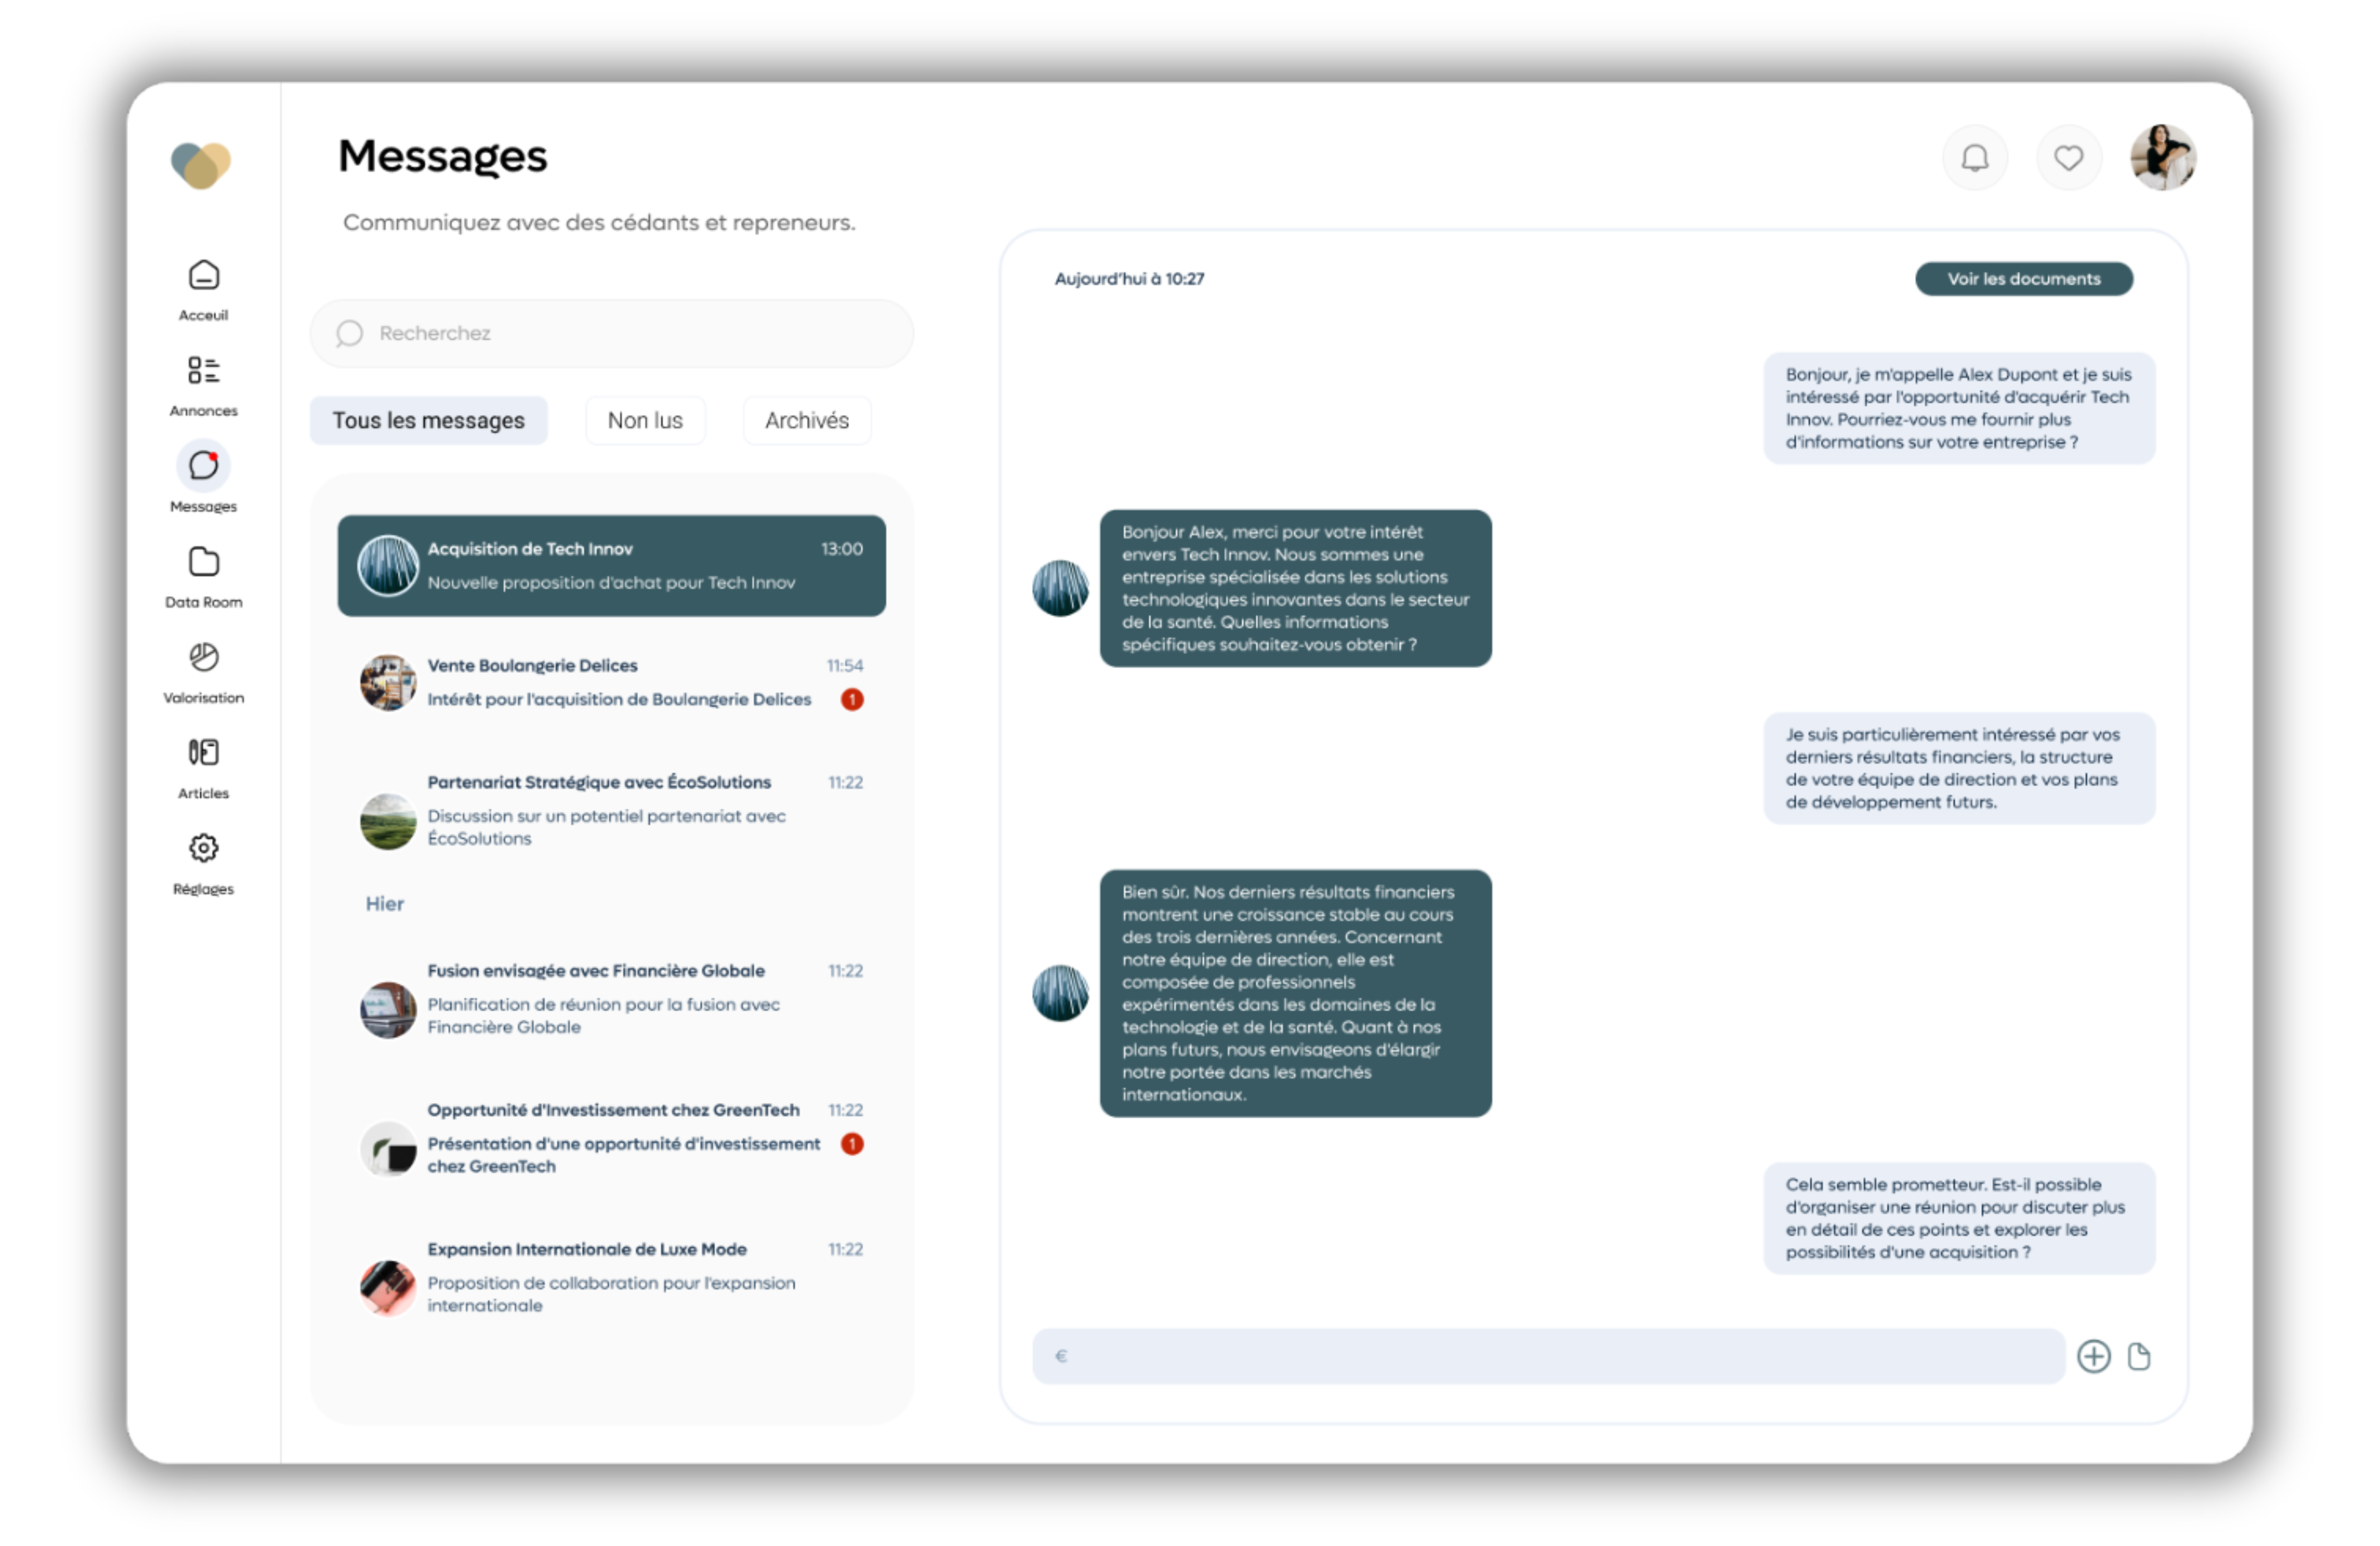 Messages
Communiquez avec des cédants et repreneurs.
Acceuil
Annonces
Messages
Data Room
Valorisation
Articles
Réglages
Recherchez
Tous les messages
Non lus
Archivés
Acquisition de Tech Innov
13:00
Nouvelle proposition d'achat pour Tech Innov
Vente Boulangerie Delices
11:54
Intérêt pour l'acquisition de Boulangerie Delices
1
Partenariat Stratégique avec ÉcoSolutions
11:22
Discussion sur un potentiel partenariat avec
ÉcoSolutions
Hier
Fusion envisagée avec Financière Globale
11:22
Planification de réunion pour la fusion avec
Financière Globale
Opportunité d'Investissement chez GreenTech
11:22
Présentation d'une opportunité d'investissement
1
chez GreenTech
Expansion Internationale de Luxe Mode
11:22
Proposition de collaboration pour l'expansion
internationale
Aujourd'hui à 10:27
Voir les documents
Bonjour, je m'appelle Alex Dupont et je suis
intéressé par l'opportunité d'acquérir Tech
Innov. Pourriez-vous me fournir plus
d'informations sur votre entreprise ?
Bonjour Alex, merci pour votre intérêt
envers Tech Innov. Nous sommes une
entreprise spécialisée dans les solutions
technologiques innovantes dans le secteur
de la santé. Quelles informations
spécifiques souhaitez-vous obtenir ?
Je suis particulièrement intéressé par vos
derniers résultats financiers, la structure
de votre équipe de direction et vos plans
de développement futurs.
Bien sûr. Nos derniers résultats financiers
montrent une croissance stable au cours
des trois dernières années. Concernant
notre équipe de direction, elle est
composée de professionnels
expérimentés dans les domaines de la
technologie et de la santé. Quant à nos
plans futurs, nous envisageons d'élargir
notre portée dans les marchés
internationaux.
Cela semble prometteur. Est-il possible
d'organiser une réunion pour discuter plus
en détail de ces points et explorer les
possibilités d'une acquisition ?
€